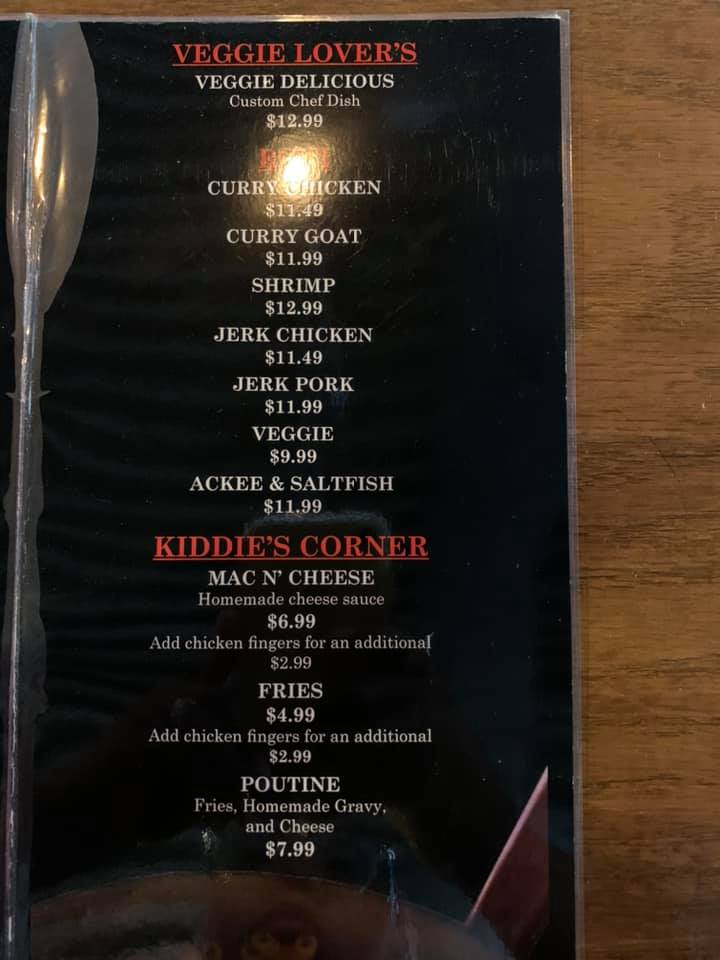 VEGGIE LOVER'S
VEGGIE DELICIOUS
Custom Chef Dish
$12.99
CURRY CHICKEN
$11.49
CURRY GOAT
$11.99
SHRIMP
$12.99
JERK CHICKEN
$11.49
JERK PORK
$11.99
VEGGIE
$9.99
ACKEE & SALTFISH
$11.99
KIDDIE'S CORNER
MAC N' CHEESE
Homemade cheese sauce
$6.99
Add chicken fingers for an additional
$2.99
FRIES
$4.99
Add chicken fingers for an additional
$2.99
POUTINE
Fries, Homemade Gravy,
and Cheese
$7.99